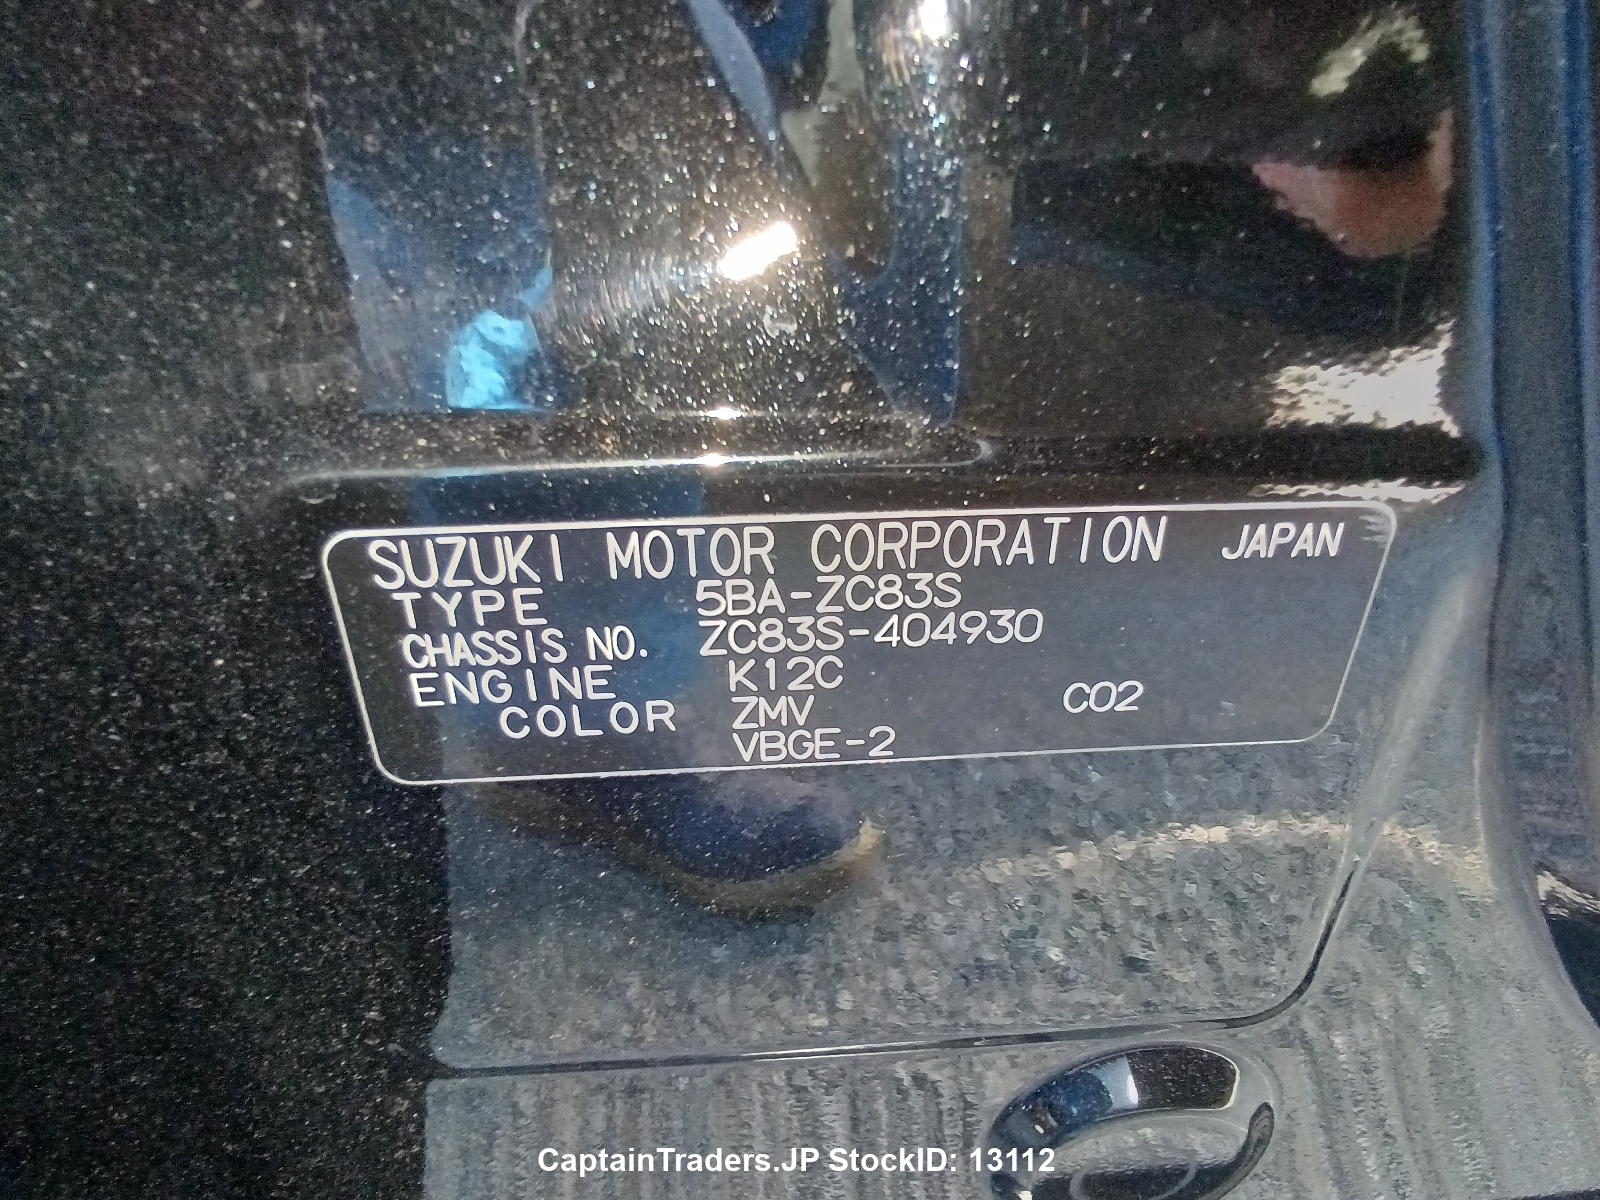 SUZUKI MOTOR CORPORATION JAPAN
TYPE 5BA-ZC83S
CHASSIS NO. ZC83S-404930
ENGINE K12C
COLOR ZMV CO2
VBGE-2
CaptainTraders.JP StockID: 13112